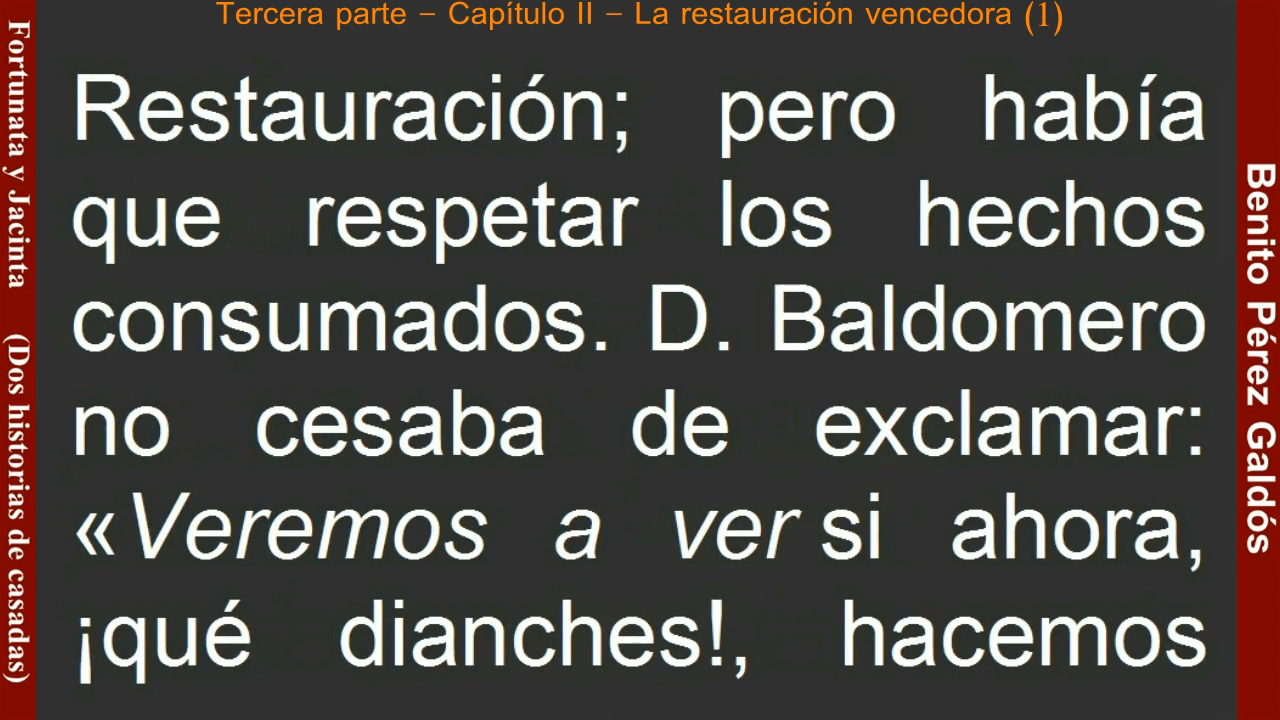 Tercera parte – Capítulo II – La restauración vencedora (1)
Fortunata y Jacinta (Dos historias de casadas)
Restauración; pero había
que respetar los hechos
consumados. D. Baldomero
no cesaba de exclamar:
«Veremos a ver si ahora,
¡qué dianches!, hacemos
Benito Pérez Galdós